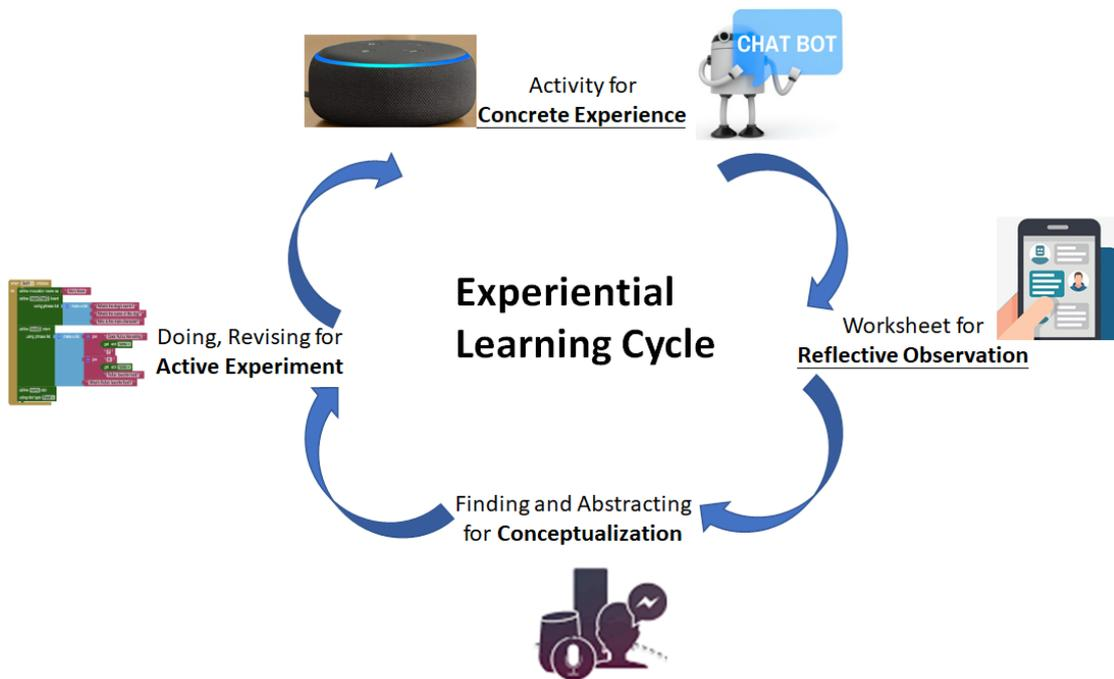 CHAT BOT
Activity for
Concrete Experience
Experiential
Learning Cycle
Worksheet for
Reflective Observation
Doing, Revising for
Active Experiment
Finding and Abstracting
for Conceptualization